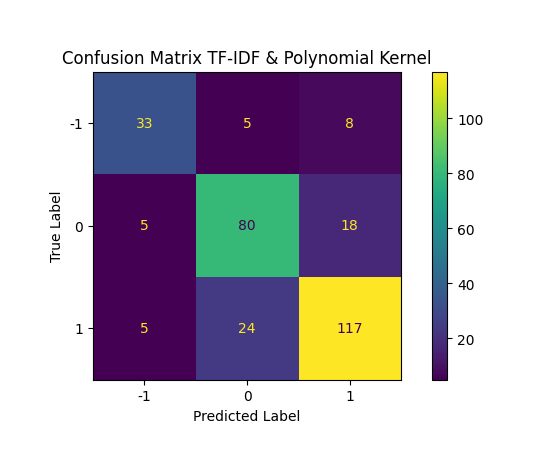 Confusion Matrix TF-IDF & Polynomial Kernel
True Label
-1 33 5 8
0 5 80 18
1 5 24 117
-1 0 1
Predicted Label
100
80
60
40
20